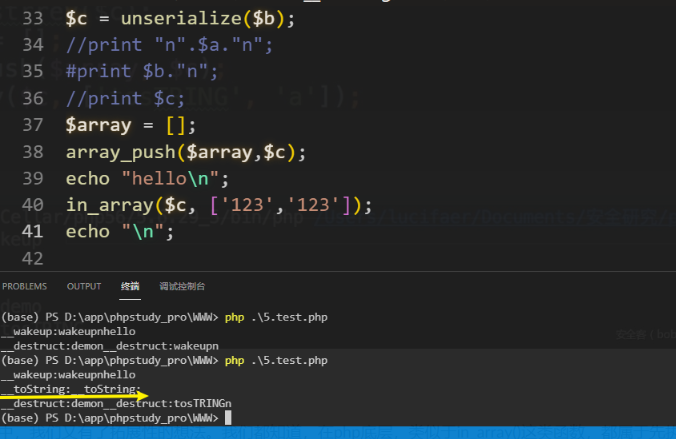 33 $c = unserialize($b);
34 //print "n".$a."n";
35 #print $b."n";
36 //print $c;
37 $array = [];
38 array_push($array,$c);
39 echo "hello\n";
40 in_array($c, ['123','123']);
41 echo "\n";
42
PROBLEMS OUTPUT 终端 调试控制台
(base) PS D:\app\phpstudy_pro\WWW> php .\5.test.php
__wakeup:wakeupnhello
__destruct:demon__destruct:wakeupn
(base) PS D:\app\phpstudy_pro\WWW> php .\5.test.php
__wakeup:wakeupnhello
__toString:__toString:
__destruct:demon__destruct:tosTRINGn
(base) PS D:\app\phpstudy_pro\WWW>